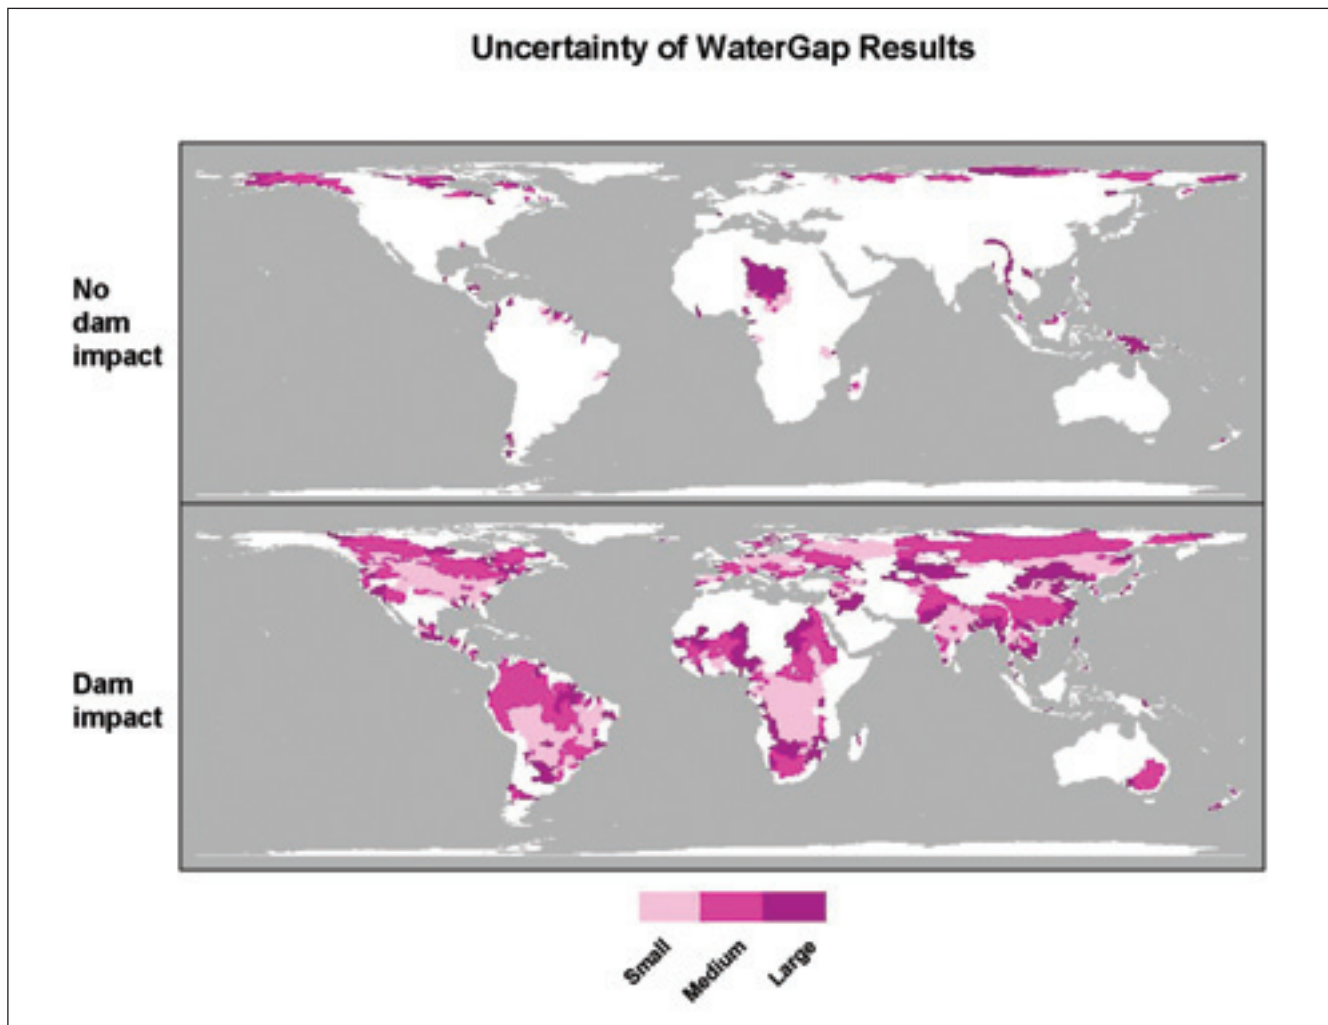 Uncertainty of WaterGap Results
No
dam
impact
Dam
impact
Small
Medium
Large